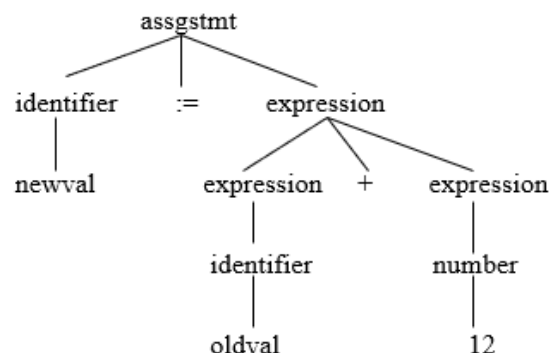 assgstmt
identifier := expression
newval expression + expression
identifier number
oldval 12